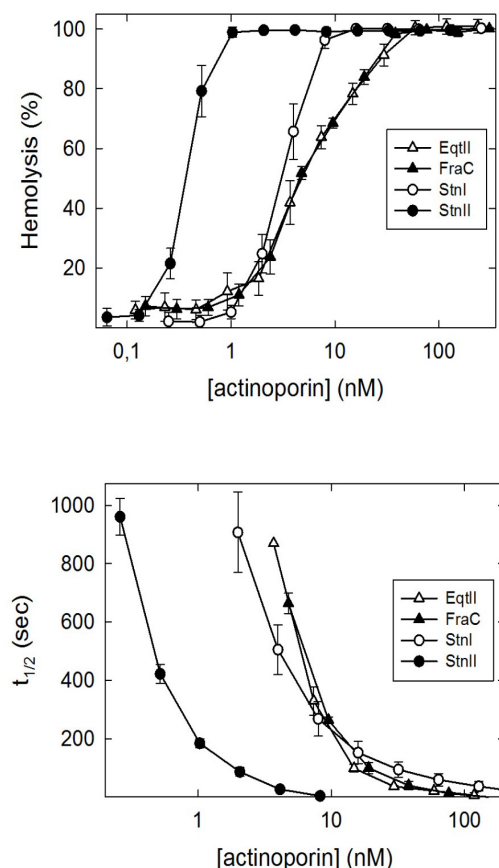 100
80
60
40
20
Hemolysis (%)
EqtII
FraC
StnI
StnII
0,1 1 10 100
[actinoporin] (nM)
1000
800
600
400
200
t1/2 (sec)
EqtII
FraC
StnI
StnII
1 10 100
[actinoporin] (nM)